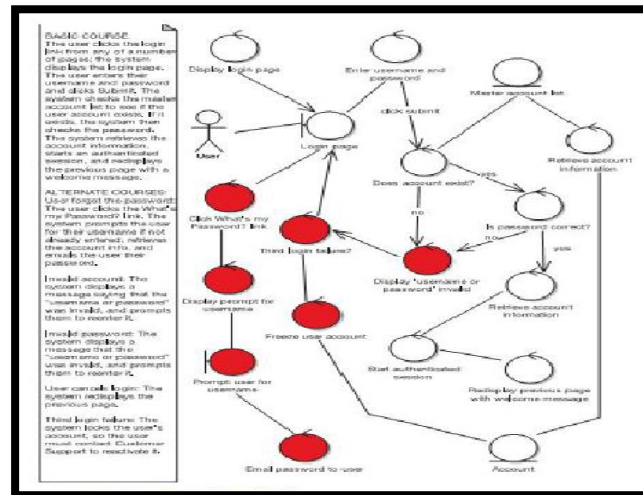 BASIC COURSE:
The user clicks the login
link from any of a number
of pages; the system
displays the login page.
The user enters their
username and password
and clicks Submit. The
system checks the master
account list to see if the
user account exists. If it
exists, the system then
checks the password.
The system retrieves the
account information,
starts an authenticated
session, and redisplays
the previous page with a
welcome message.
ALTERNATE COURSES:
User forgot the password:
The user clicks the What's
my Password? link. The
system prompts the user
for their username if not
already entered, retrieves
the account info, and
emails the user their
password.
Invalid account: The
system displays a
message saying that the
"username or password"
was invalid, and prompts
them to reenter it.
Invalid password: The
system displays a
message that the
"username or password"
was invalid, and prompts
them to reenter it.
User cancels login: The
system redisplays the
previous page.
Third login failure: The
system locks the user's
account, so the user
must contact Customer
Support to reactivate it.
Display login page
Enter username and
password
Master account list
click submit
User
Login page
Retrieve account
information
Does account exist?
yes
Click What's my
Password? link
no
Is password correct?
Third login failure?
no
yes
Display 'username or
password' invalid
Display prompt for
username
Retrieve account
information
Freeze user account
Start authenticated
session
Prompt user for
username
Redisplay previous page
with welcome message
Email password to user
Account